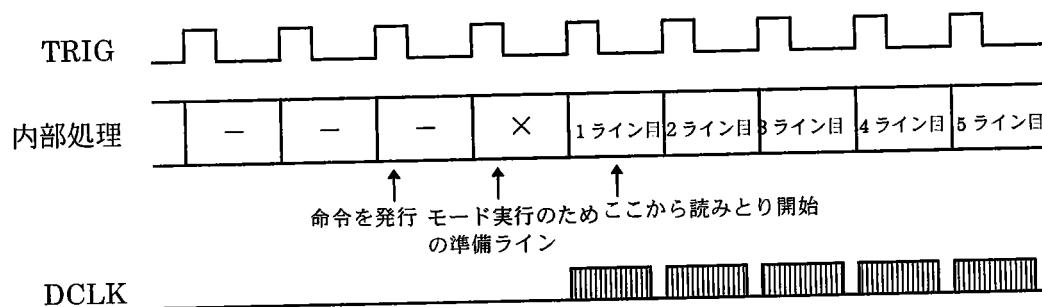 TRIG
内部処理
－ － － × 1ライン目 2ライン目 3ライン目 4ライン目 5ライン目
命令を発行 モード実行のため ここから読みとり開始
の準備ライン
DCLK